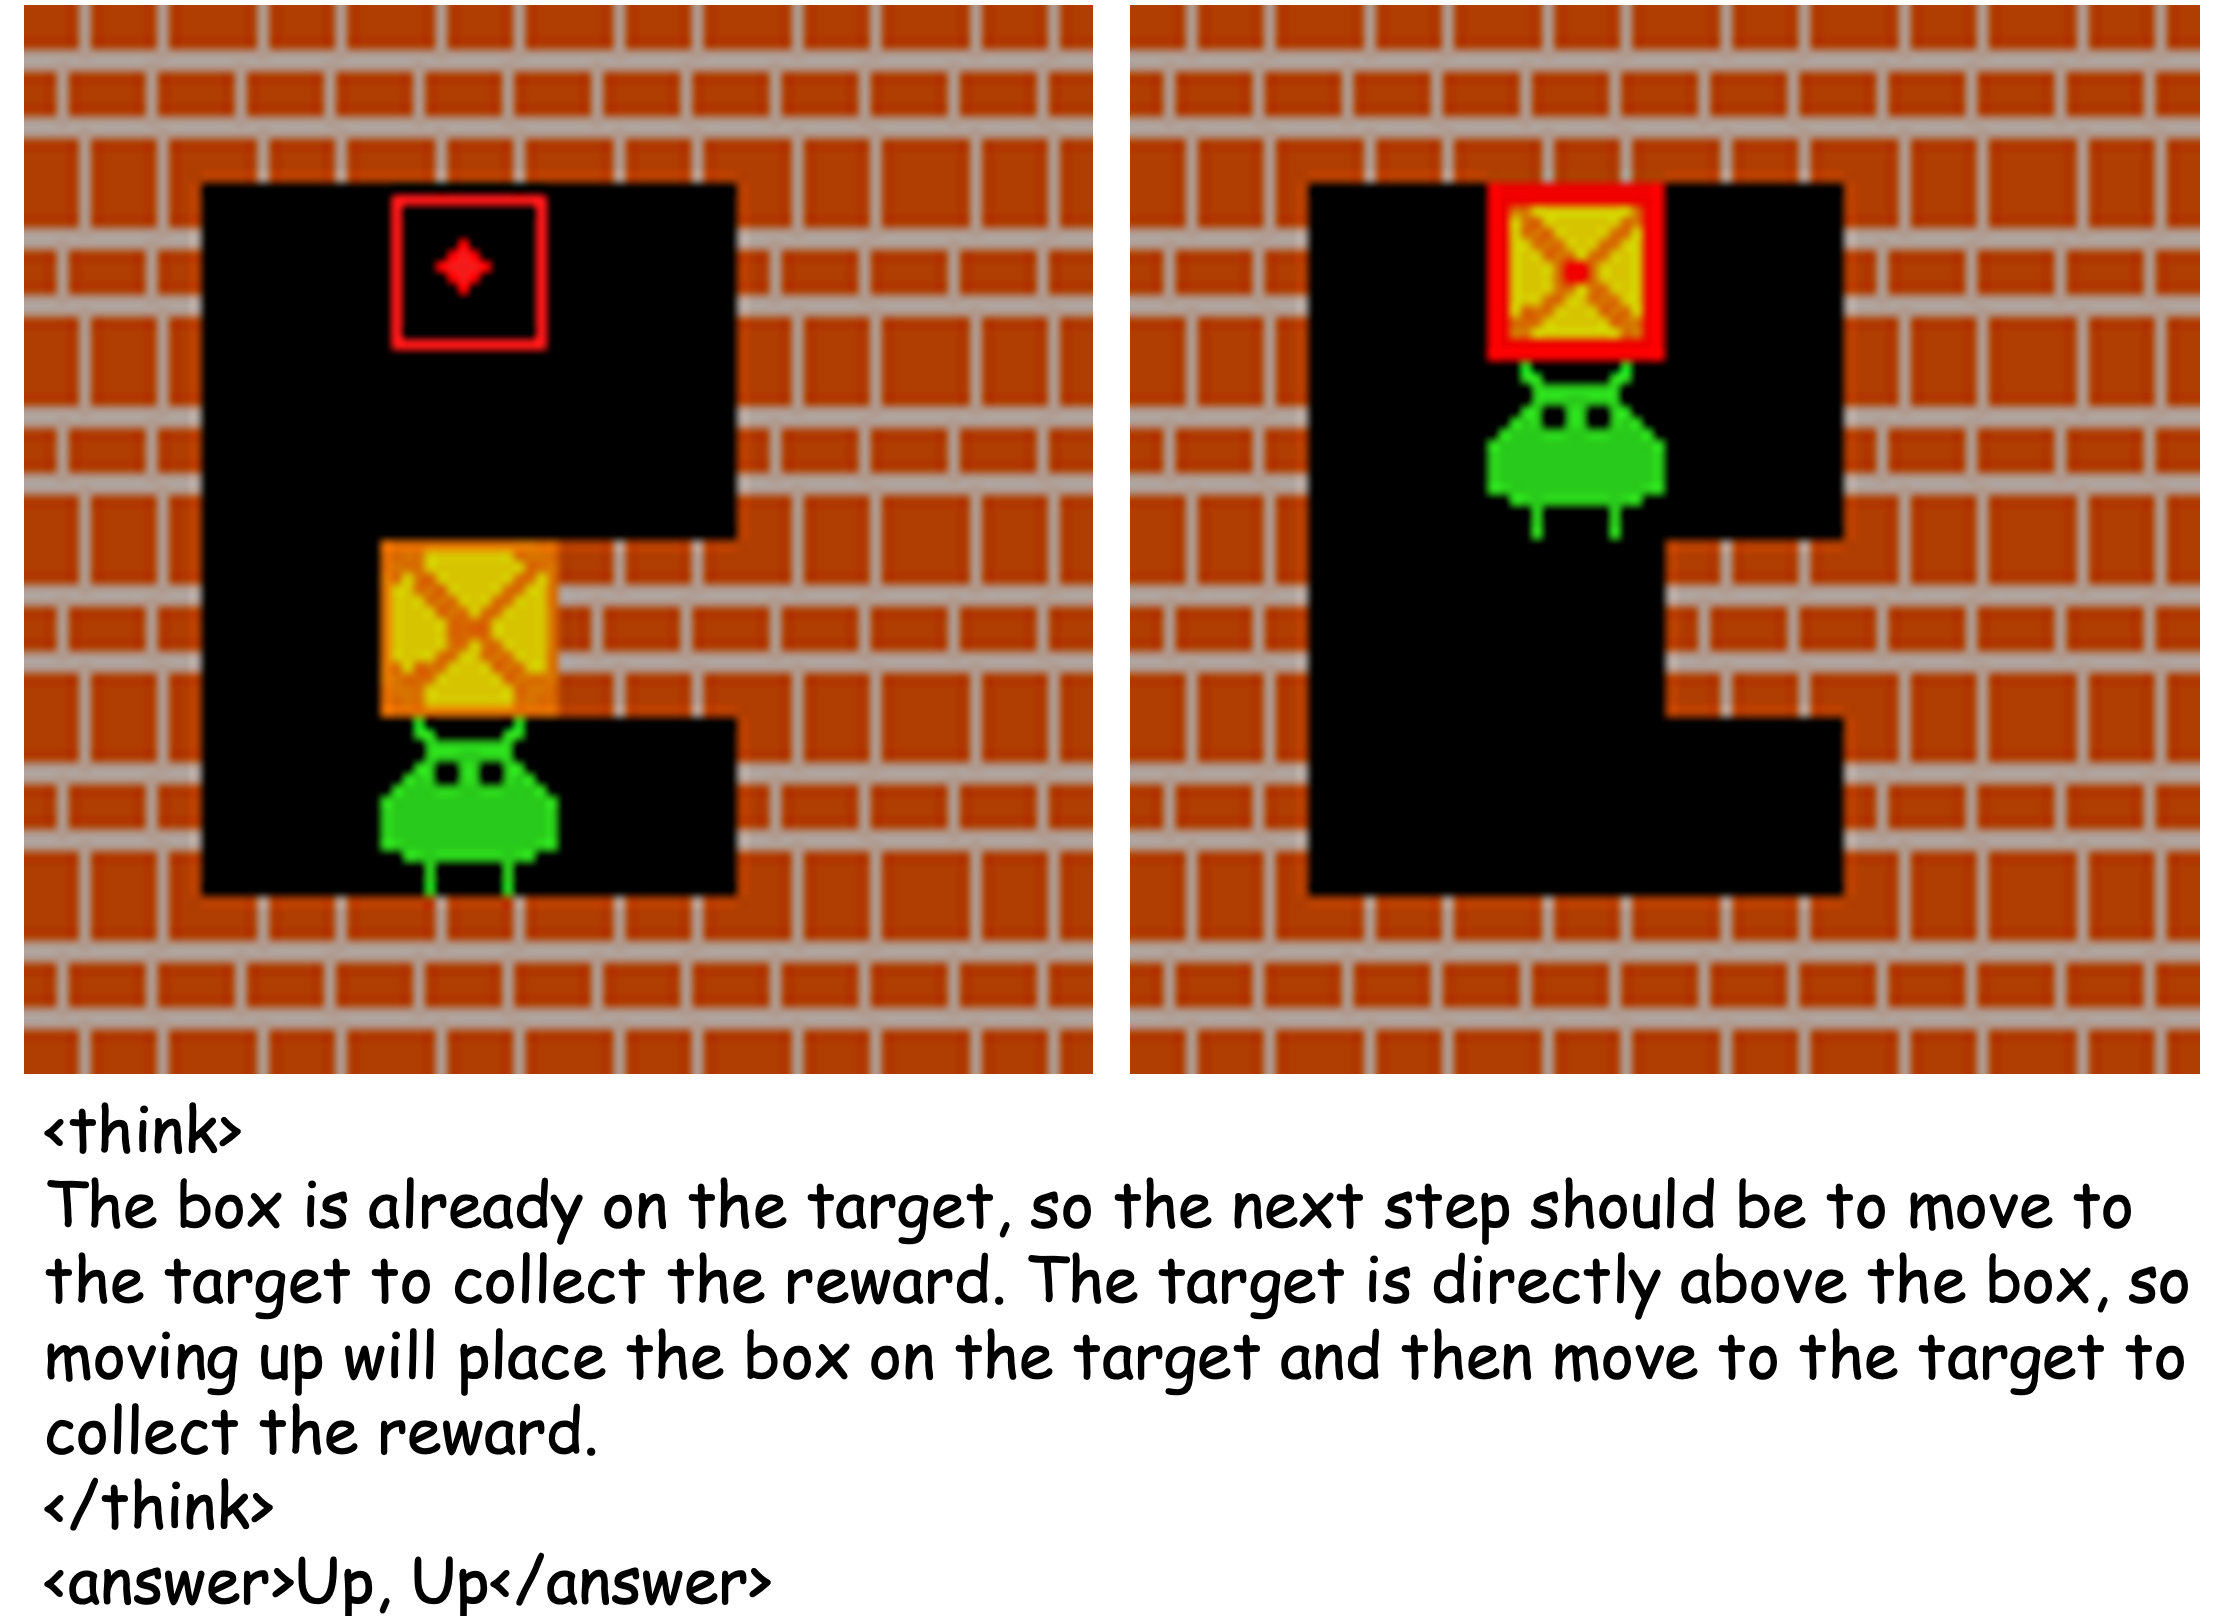 <think>
The box is already on the target, so the next step should be to move to
the target to collect the reward. The target is directly above the box, so
moving up will place the box on the target and then move to the target to
collect the reward.
</think>
<answer>Up, Up</answer>